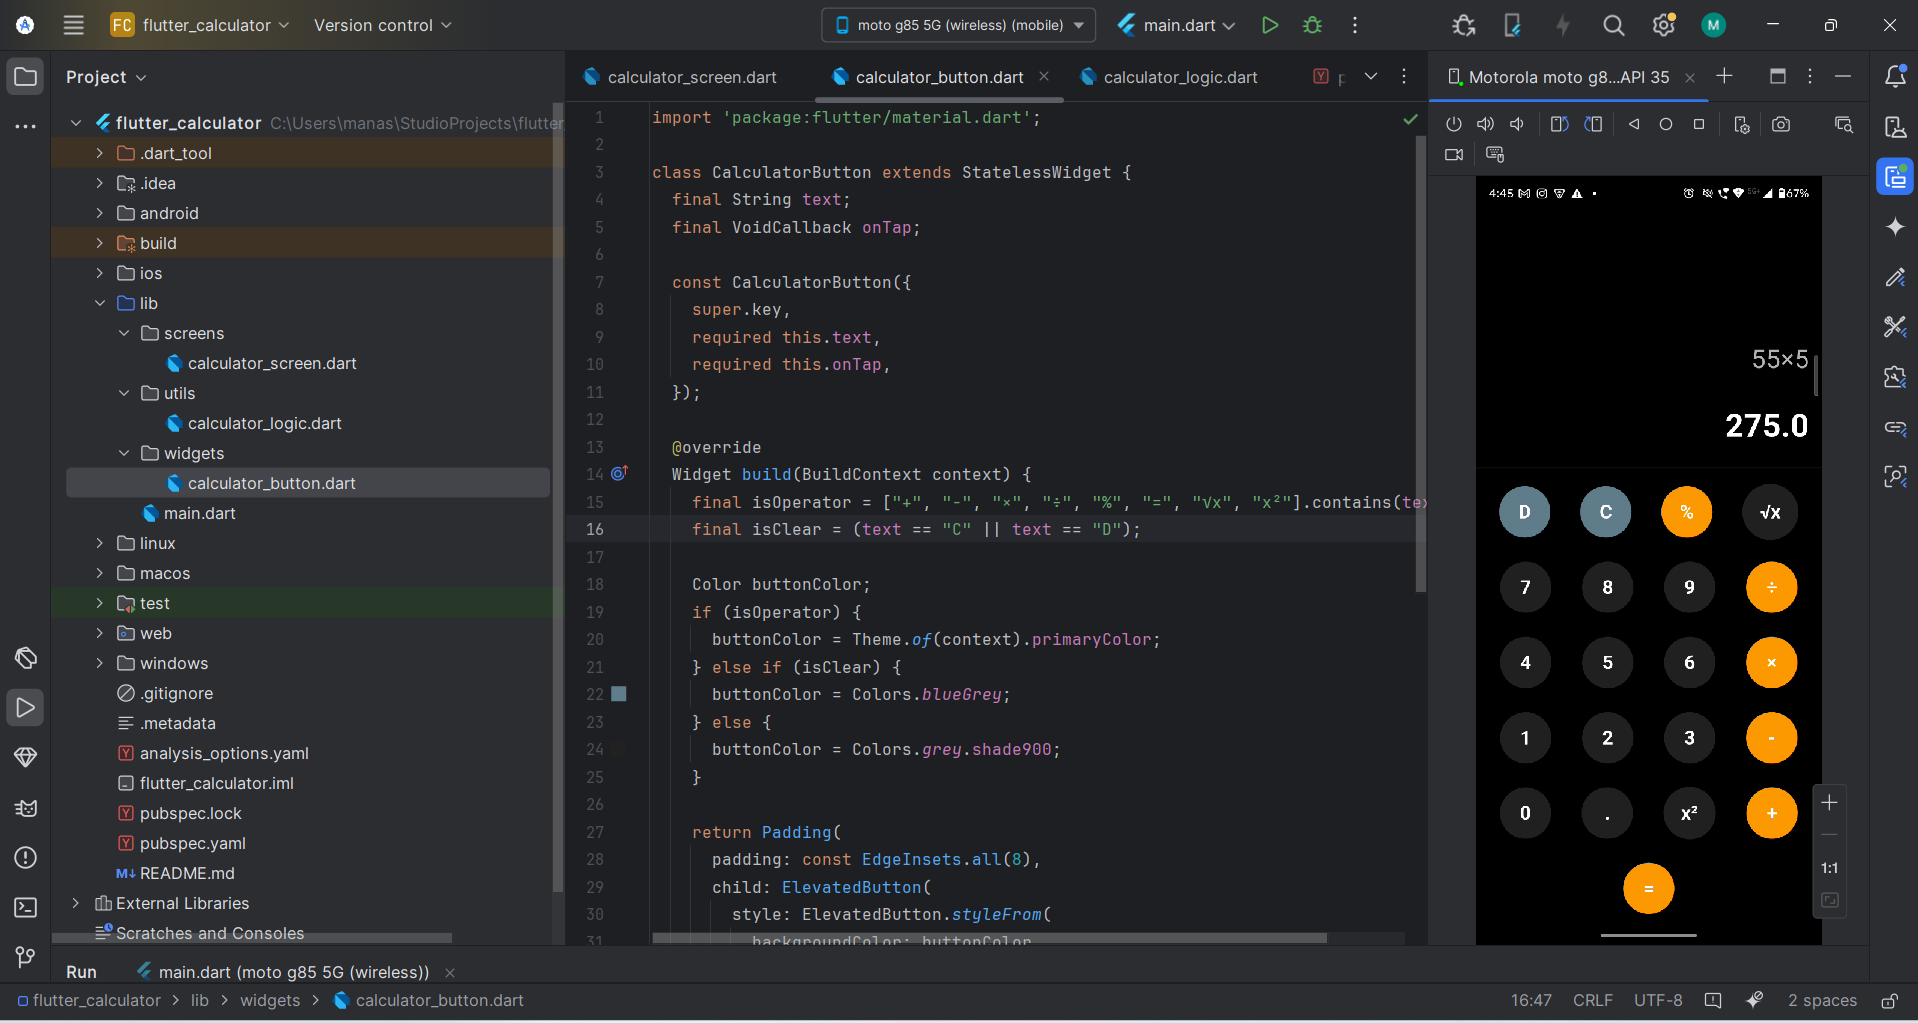 FC flutter_calculator Version control moto g85 5G (wireless) (mobile) main.dart M
Project
flutter_calculator C:\Users\manas\StudioProjects\flutter
.dart_tool
.idea
android
build
ios
lib
screens
calculator_screen.dart
utils
calculator_logic.dart
widgets
calculator_button.dart
main.dart
linux
macos
test
web
windows
.gitignore
.metadata
Y analysis_options.yaml
flutter_calculator.iml
Y pubspec.lock
Y pubspec.yaml
M↓ README.md
External Libraries
Scratches and Consoles
calculator_screen.dart calculator_button.dart calculator_logic.dart Y p
1 import 'package:flutter/material.dart';
2
3 class CalculatorButton extends StatelessWidget {
4 final String text;
5 final VoidCallback onTap;
6
7 const CalculatorButton({
8 super.key,
9 required this.text,
10 required this.onTap,
11 });
12
13 @override
14 Widget build(BuildContext context) {
15 final isOperator = ["+", "-", "×", "÷", "%", "=", "√x", "x²"].contains(tex
16 final isClear = (text == "C" || text == "D");
17
18 Color buttonColor;
19 if (isOperator) {
20 buttonColor = Theme.of(context).primaryColor;
21 } else if (isClear) {
22 buttonColor = Colors.blueGrey;
23 } else {
24 buttonColor = Colors.grey.shade900;
25 }
26
27 return Padding(
28 padding: const EdgeInsets.all(8),
29 child: ElevatedButton(
30 style: ElevatedButton.styleFrom(
31 backgroundColor: buttonColor
Motorola moto g8...API 35
4:45 5G+ 67%
55×5
275.0
D C % √x
7 8 9 ÷
4 5 6 ×
1 2 3 -
0 . x² +
=
1:1
Run main.dart (moto g85 5G (wireless))
flutter_calculator > lib > widgets > calculator_button.dart 16:47 CRLF UTF-8 2 spaces